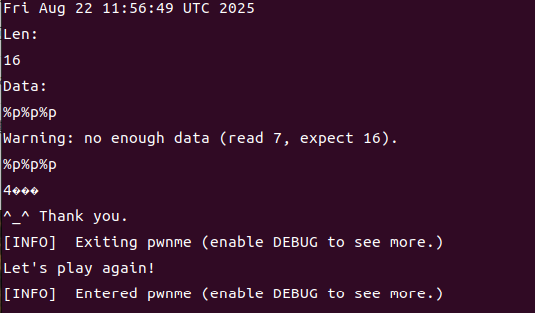 Fri Aug 22 11:56:49 UTC 2025
Len:
16
Data:
%p%p%p
Warning: no enough data (read 7, expect 16).
%p%p%p
4���
^_^ Thank you.
[INFO]  Exiting pwnme (enable DEBUG to see more.)
Let's play again!
[INFO]  Entered pwnme (enable DEBUG to see more.)